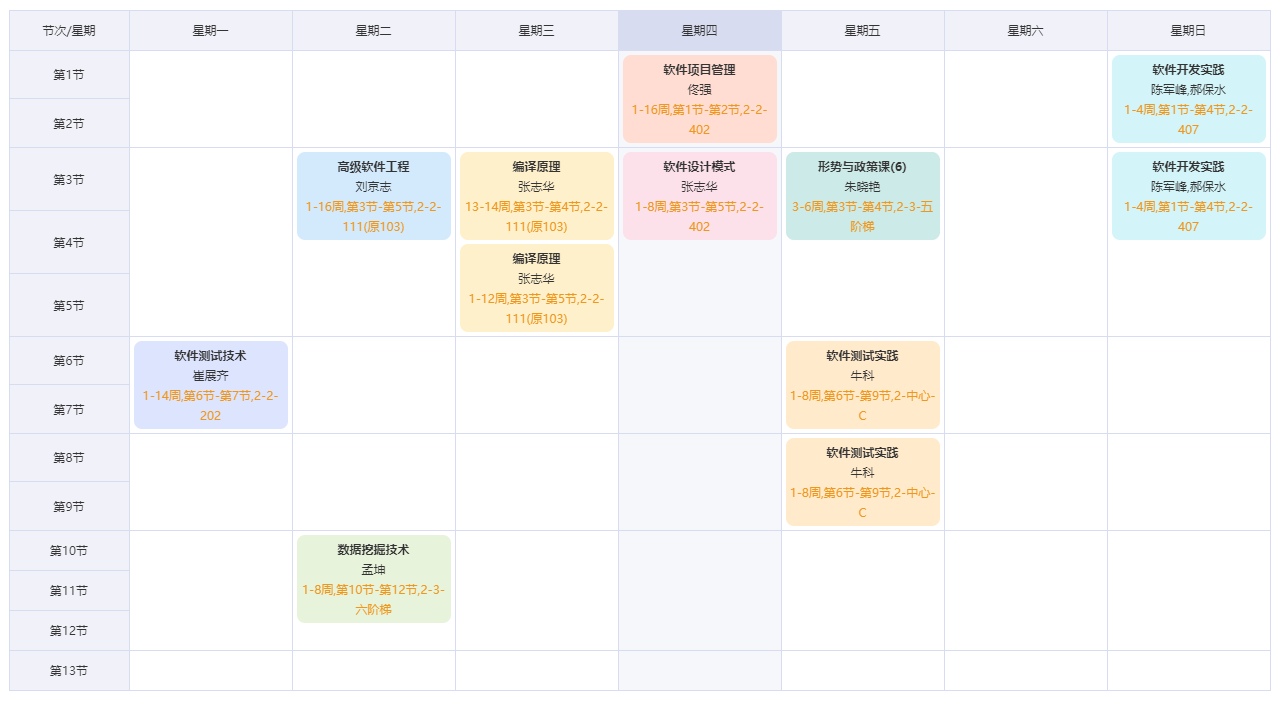 节次/星期
星期一
星期二
星期三
星期四
星期五
星期六
星期日
第1节
软件项目管理
佟强
1-16周,第1节-第2节,2-2-
402
软件开发实践
陈军峰,郝保水
1-4周,第1节-第4节,2-2-
407
第2节
第3节
高级软件工程
刘京志
1-16周,第3节-第5节,2-2-
111(原103)
编译原理
张志华
13-14周,第3节-第4节,2-2-
111(原103)
软件设计模式
张志华
1-8周,第3节-第5节,2-2-
402
形势与政策课(6)
朱晓艳
3-6周,第3节-第4节,2-3-五
阶梯
软件开发实践
陈军峰,郝保水
1-4周,第1节-第4节,2-2-
407
第4节
编译原理
张志华
1-12周,第3节-第5节,2-2-
111(原103)
第5节
第6节
软件测试技术
崔展齐
1-14周,第6节-第7节,2-2-
202
软件测试实践
牛科
1-8周,第6节-第9节,2-中心-
C
第7节
第8节
软件测试实践
牛科
1-8周,第6节-第9节,2-中心-
C
第9节
第10节
数据挖掘技术
孟坤
1-8周,第10节-第12节,2-3-
六阶梯
第11节
第12节
第13节